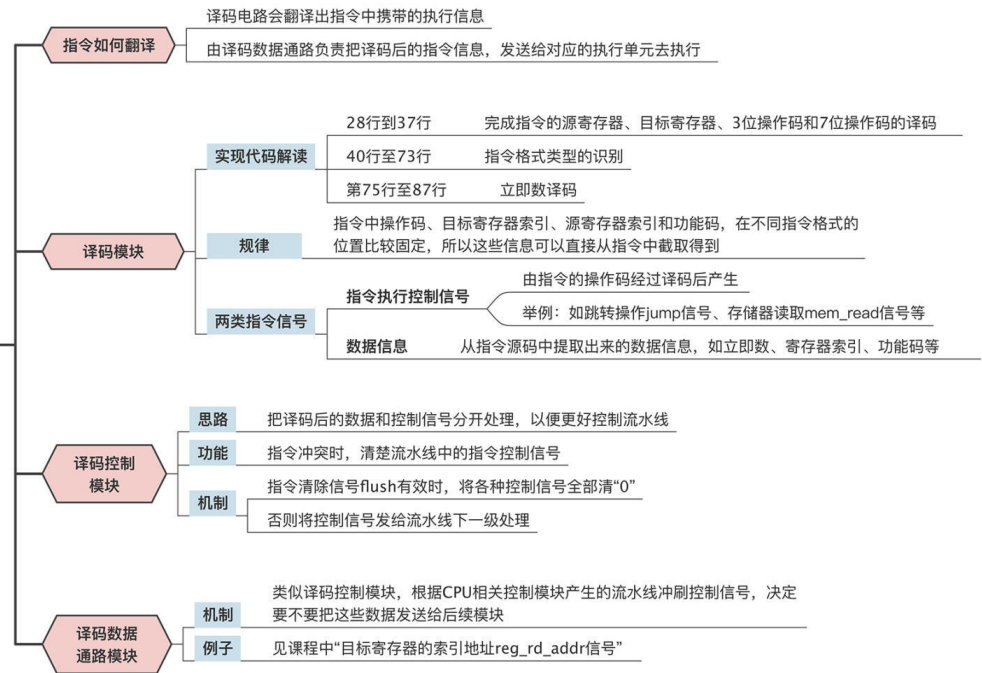 指令如何翻译
译码电路会翻译出指令中携带的执行信息
由译码数据通路负责把译码后的指令信息，发送给对应的执行单元去执行
译码模块
实现代码解读
28行到37行 完成指令的源寄存器、目标寄存器、3位操作码和7位操作码的译码
40行至73行 指令格式类型的识别
第75行至87行 立即数译码
规律
指令中操作码、目标寄存器索引、源寄存器索引和功能码，在不同指令格式的
位置比较固定，所以这些信息可以直接从指令中截取得到
两类指令信号
指令执行控制信号
由指令的操作码经过译码后产生
举例：如跳转操作jump信号、存储器读取mem_read信号等
数据信息 从指令源码中提取出来的数据信息，如立即数、寄存器索引、功能码等
译码控制
模块
思路 把译码后的数据和控制信号分开处理，以便更好控制流水线
功能 指令冲突时，清楚流水线中的指令控制信号
机制
指令清除信号flush有效时，将各种控制信号全部清“0”
否则将控制信号发给流水线下一级处理
译码数据
通路模块
机制
类似译码控制模块，根据CPU相关控制模块产生的流水线冲刷控制信号，决定
要不要把这些数据发送给后续模块
例子 见课程中“目标寄存器的索引地址reg_rd_addr信号”